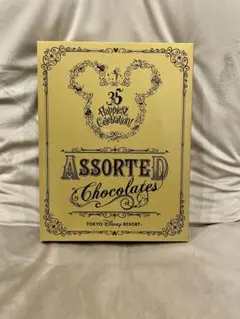 35
Happiest
Celebration!
ASSORTED
Chocolates
TOKYO Disney RESORT